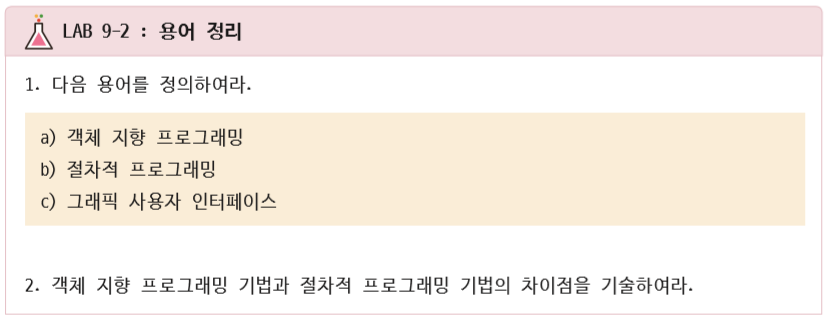 LAB 9-2 : 용어 정리
1. 다음 용어를 정의하여라.
a) 객체 지향 프로그래밍
b) 절차적 프로그래밍
c) 그래픽 사용자 인터페이스
2. 객체 지향 프로그래밍 기법과 절차적 프로그래밍 기법의 차이점을 기술하여라.